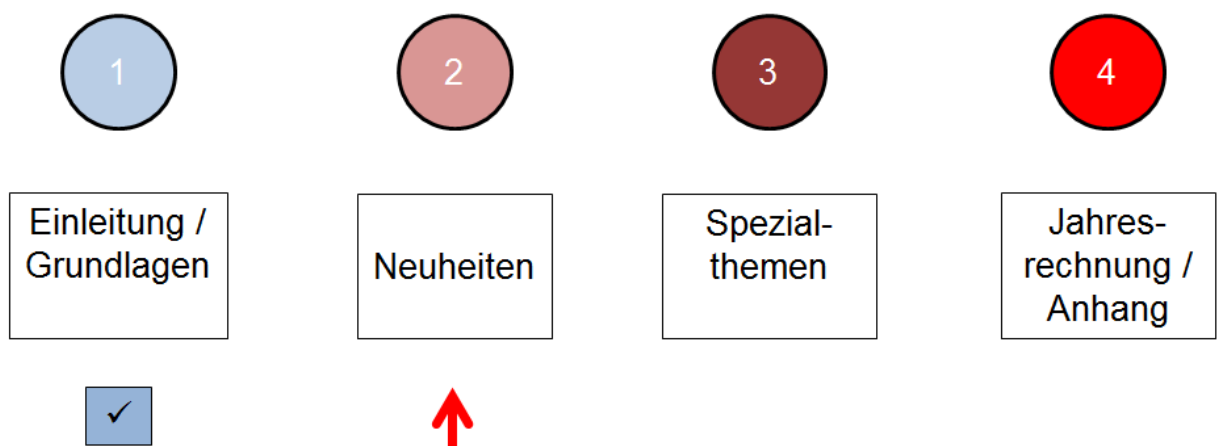 1
2
3
4
Einleitung /
Grundlagen
Neuheiten
Spezial-
themen
Jahres-
rechnung /
Anhang
✓